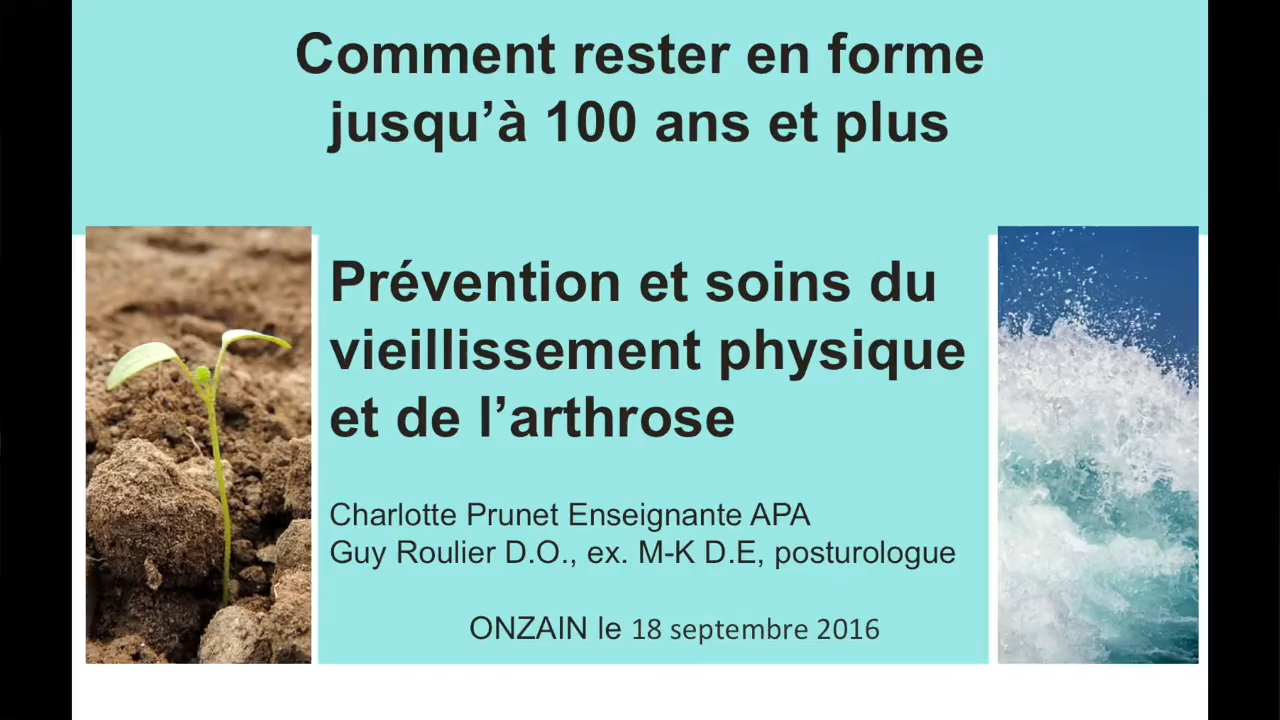 Comment rester en forme
jusqu’à 100 ans et plus
Prévention et soins du
vieillissement physique
et de l’arthrose
Charlotte Prunet Enseignante APA
Guy Roulier D.O., ex. M-K D.E, posturologue
ONZAIN le 18 septembre 2016